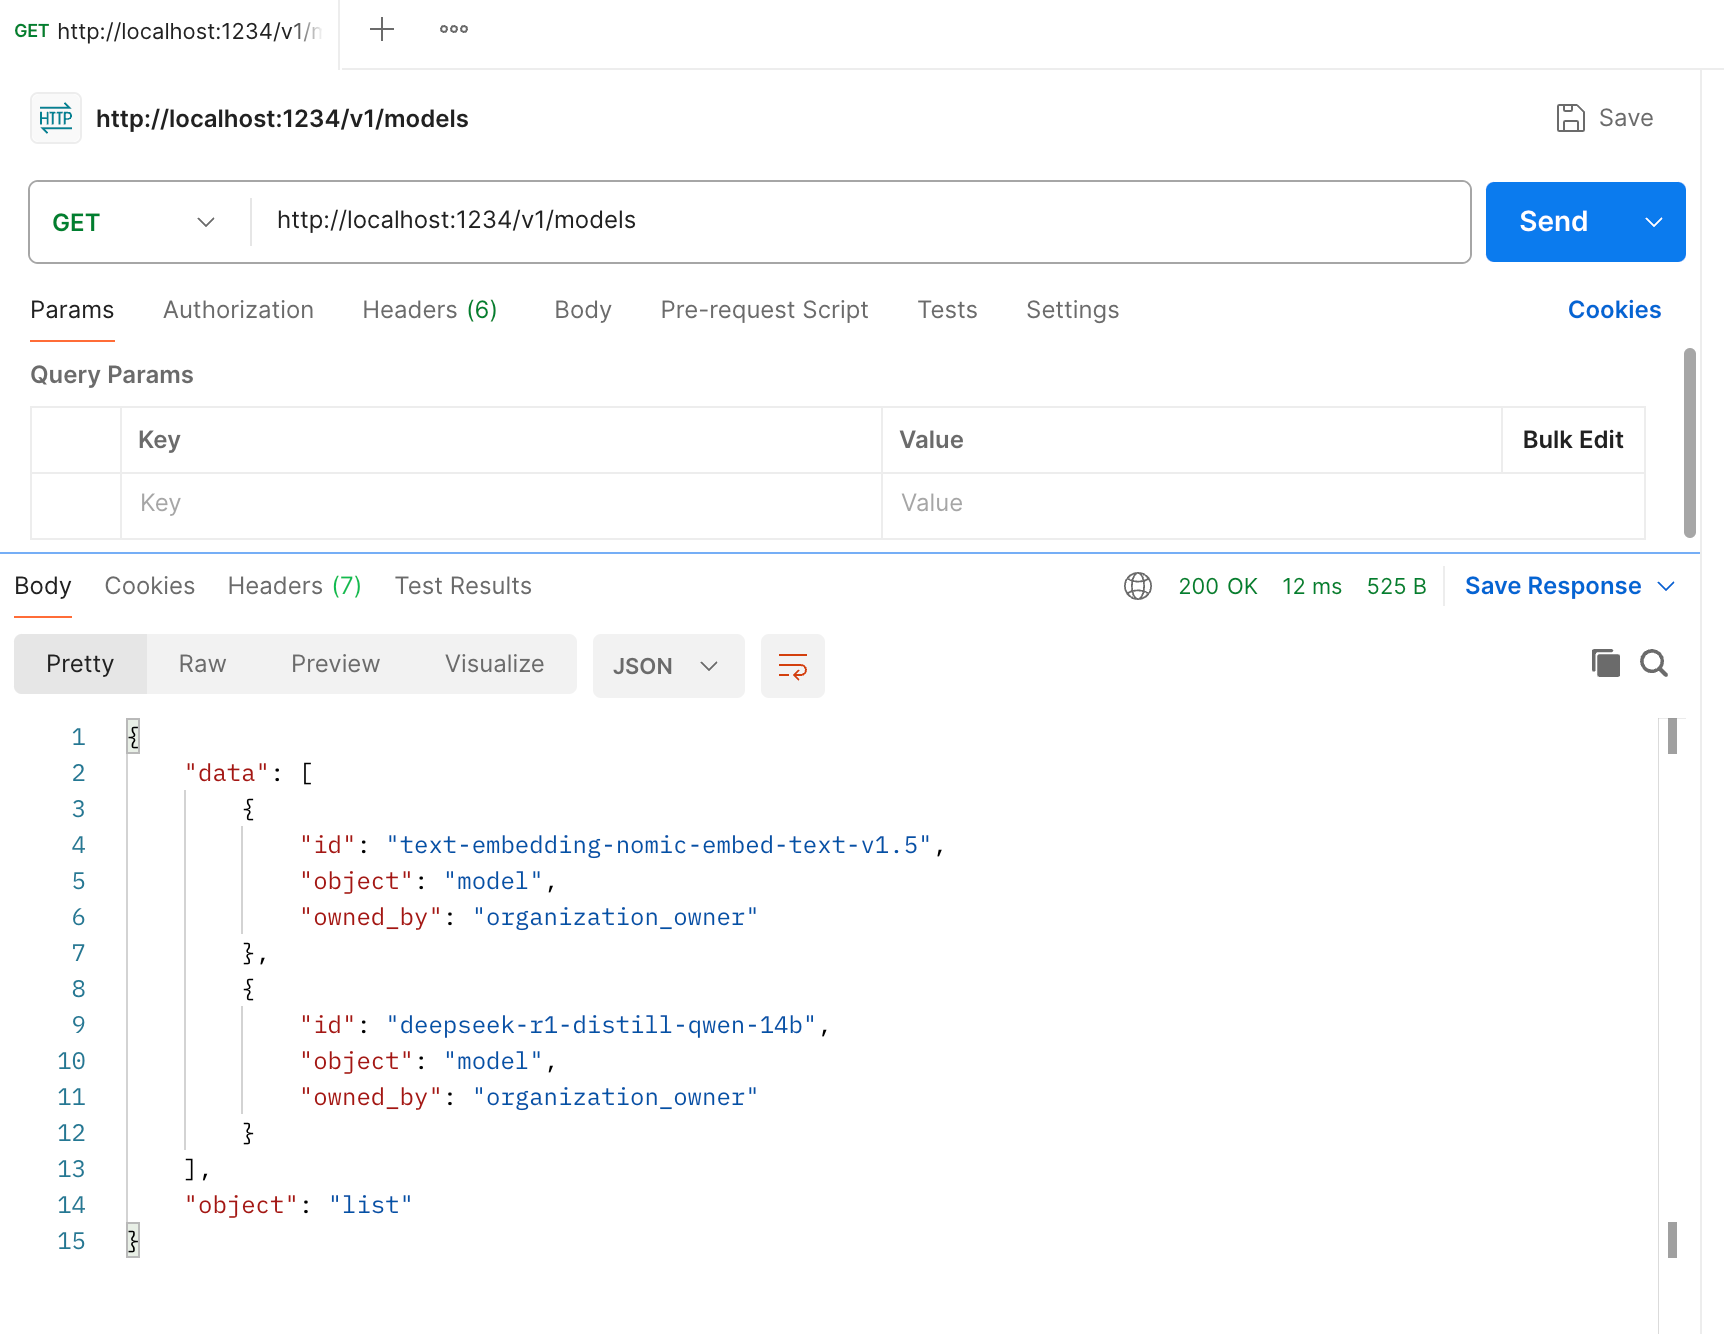 GET http://localhost:1234/v1/n
HTTP http://localhost:1234/v1/models Save
GET http://localhost:1234/v1/models Send
Params Authorization Headers (6) Body Pre-request Script Tests Settings Cookies
Query Params
Key Value Bulk Edit
Key Value
Body Cookies Headers (7) Test Results 200 OK 12 ms 525 B Save Response
Pretty Raw Preview Visualize JSON
1 {
2 "data": [
3 {
4 "id": "text-embedding-nomic-embed-text-v1.5",
5 "object": "model",
6 "owned_by": "organization_owner"
7 },
8 {
9 "id": "deepseek-r1-distill-qwen-14b",
10 "object": "model",
11 "owned_by": "organization_owner"
12 }
13 ],
14 "object": "list"
15 }